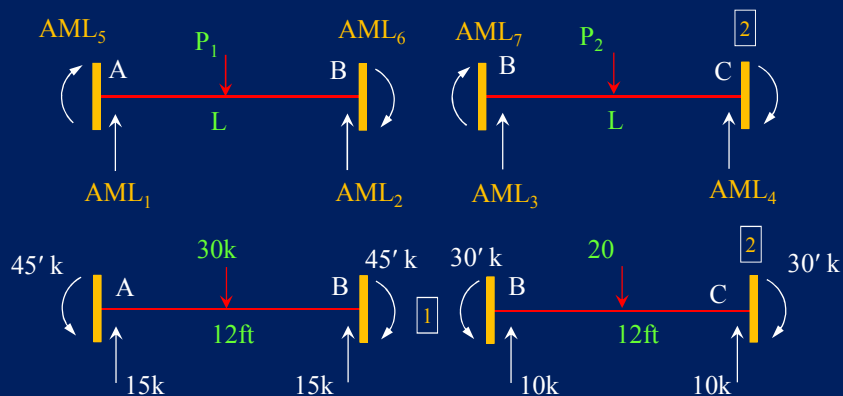 AML₅ P₁ AML₆ AML₇ P₂ 2
A B B C
L L
AML₁ AML₂ AML₃ AML₄
45′ k 30k 45′ k 30′ k 20 2 30′ k
A B 1 B C
12ft 12ft
15k 15k 10k 10k